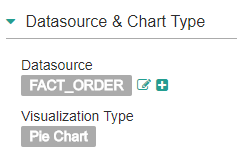 Datasource & Chart Type
Datasource
FACT_ORDER
Visualization Type
Pie Chart